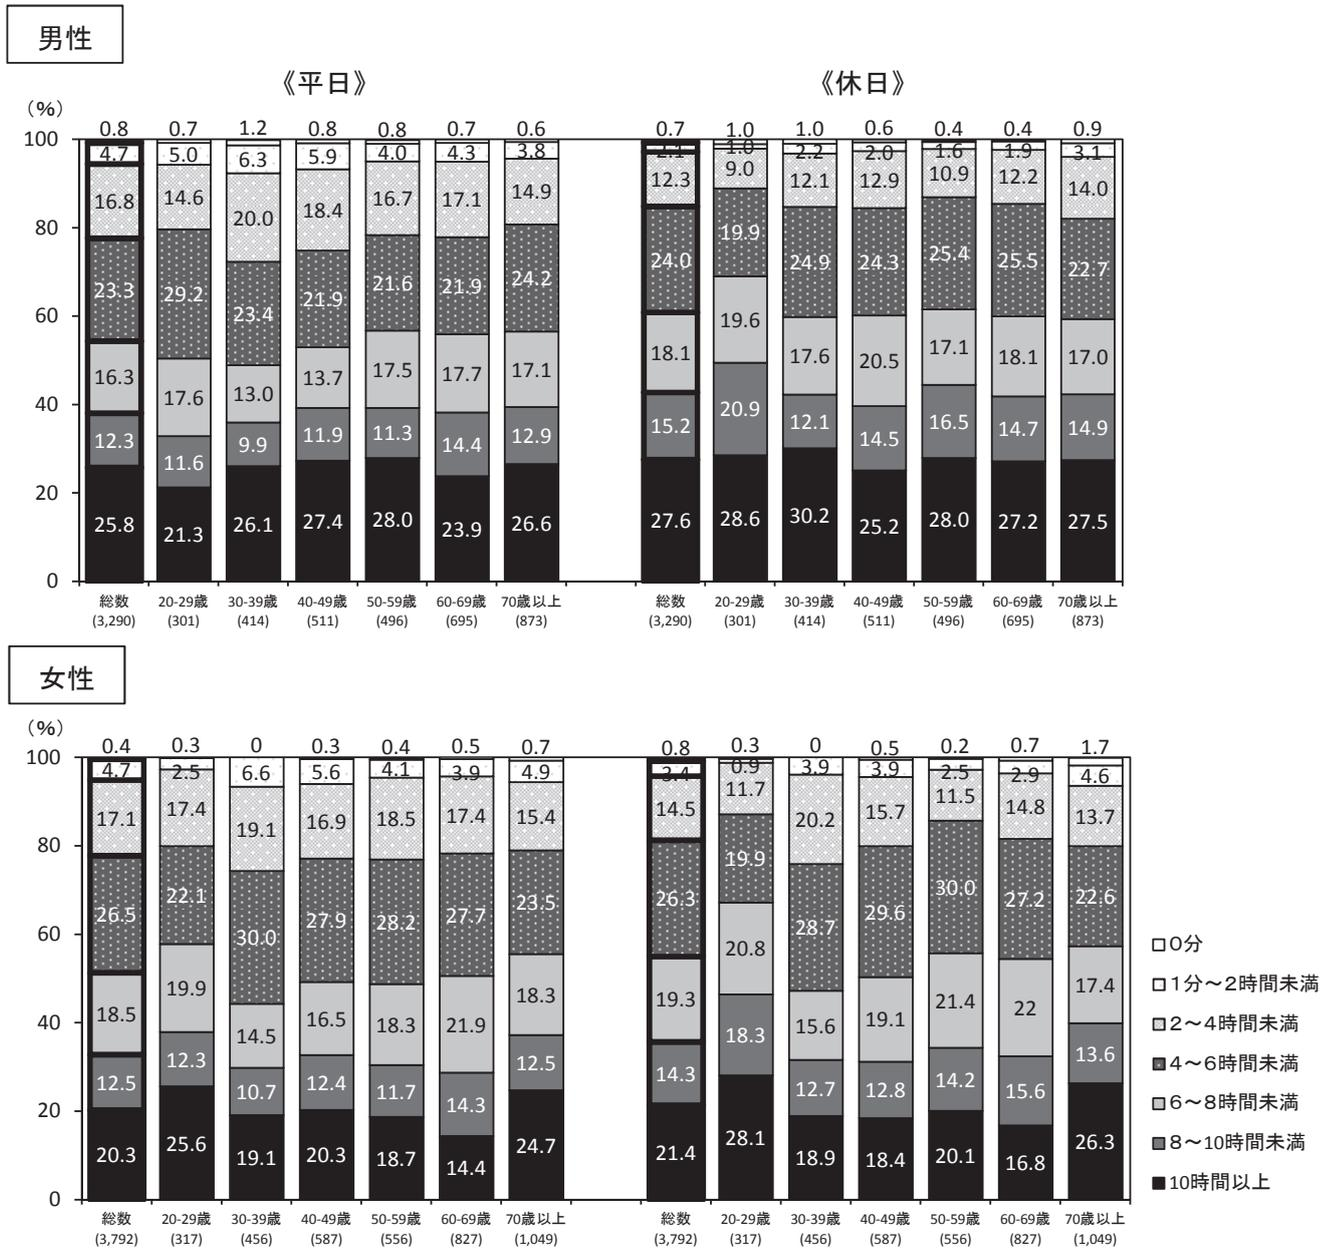 男性
《平日》 《休日》
（%）
0.8 0.7 1.2 0.8 0.8 0.7 0.6 0.7 1.0 1.0 0.6 0.4 0.4 0.9
100
4.7 5.0 6.3 5.9 4.0 4.3 3.8 2.1 1.0 2.2 2.0 1.6 1.9 3.1
16.8 14.6 20.0 18.4 16.7 17.1 14.9 12.3 9.0 12.1 12.9 10.9 12.2 14.0
80
23.3 29.2 23.4 21.9 21.6 21.9 24.2 24.0 19.9 24.9 24.3 25.4 25.5 22.7
60
16.3 17.6 13.0 13.7 17.5 17.7 17.1 18.1 19.6 17.6 20.5 17.1 18.1 17.0
40
12.3 11.6 9.9 11.9 11.3 14.4 12.9 15.2 20.9 12.1 14.5 16.5 14.7 14.9
20
25.8 21.3 26.1 27.4 28.0 23.9 26.6 27.6 28.6 30.2 25.2 28.0 27.2 27.5
0
総数 20-29歳 30-39歳 40-49歳 50-59歳 60-69歳 70歳以上 総数 20-29歳 30-39歳 40-49歳 50-59歳 60-69歳 70歳以上
(3,290) (301) (414) (511) (496) (695) (873) (3,290) (301) (414) (511) (496) (695) (873)
女性
（%）
0.4 0.3 0 0.3 0.4 0.5 0.7 0.8 0.3 0 0.5 0.2 0.7 1.7
100
4.7 2.5 6.6 5.6 4.1 3.9 4.9 3.4 0.9 3.9 3.9 2.5 2.9 4.6
17.1 17.4 19.1 16.9 18.5 17.4 15.4 14.5 11.7 20.2 15.7 11.5 14.8 13.7
80
26.5 22.1 30.0 27.9 28.2 27.7 23.5 26.3 19.9 28.7 29.6 30.0 27.2 22.6
60
18.5 19.9 14.5 16.5 18.3 21.9 18.3 19.3 20.8 15.6 19.1 21.4 22 17.4
40
12.5 12.3 10.7 12.4 11.7 14.3 12.5 14.3 18.3 12.7 12.8 14.2 15.6 13.6
20
20.3 25.6 19.1 20.3 18.7 14.4 24.7 21.4 28.1 18.9 18.4 20.1 16.8 26.3
0
総数 20-29歳 30-39歳 40-49歳 50-59歳 60-69歳 70歳以上 総数 20-29歳 30-39歳 40-49歳 50-59歳 60-69歳 70歳以上
(3,792) (317) (456) (587) (556) (827) (1,049) (3,792) (317) (456) (587) (556) (827) (1,049)
0分
1分～2時間未満
2～4時間未満
4～6時間未満
6～8時間未満
8～10時間未満
10時間以上